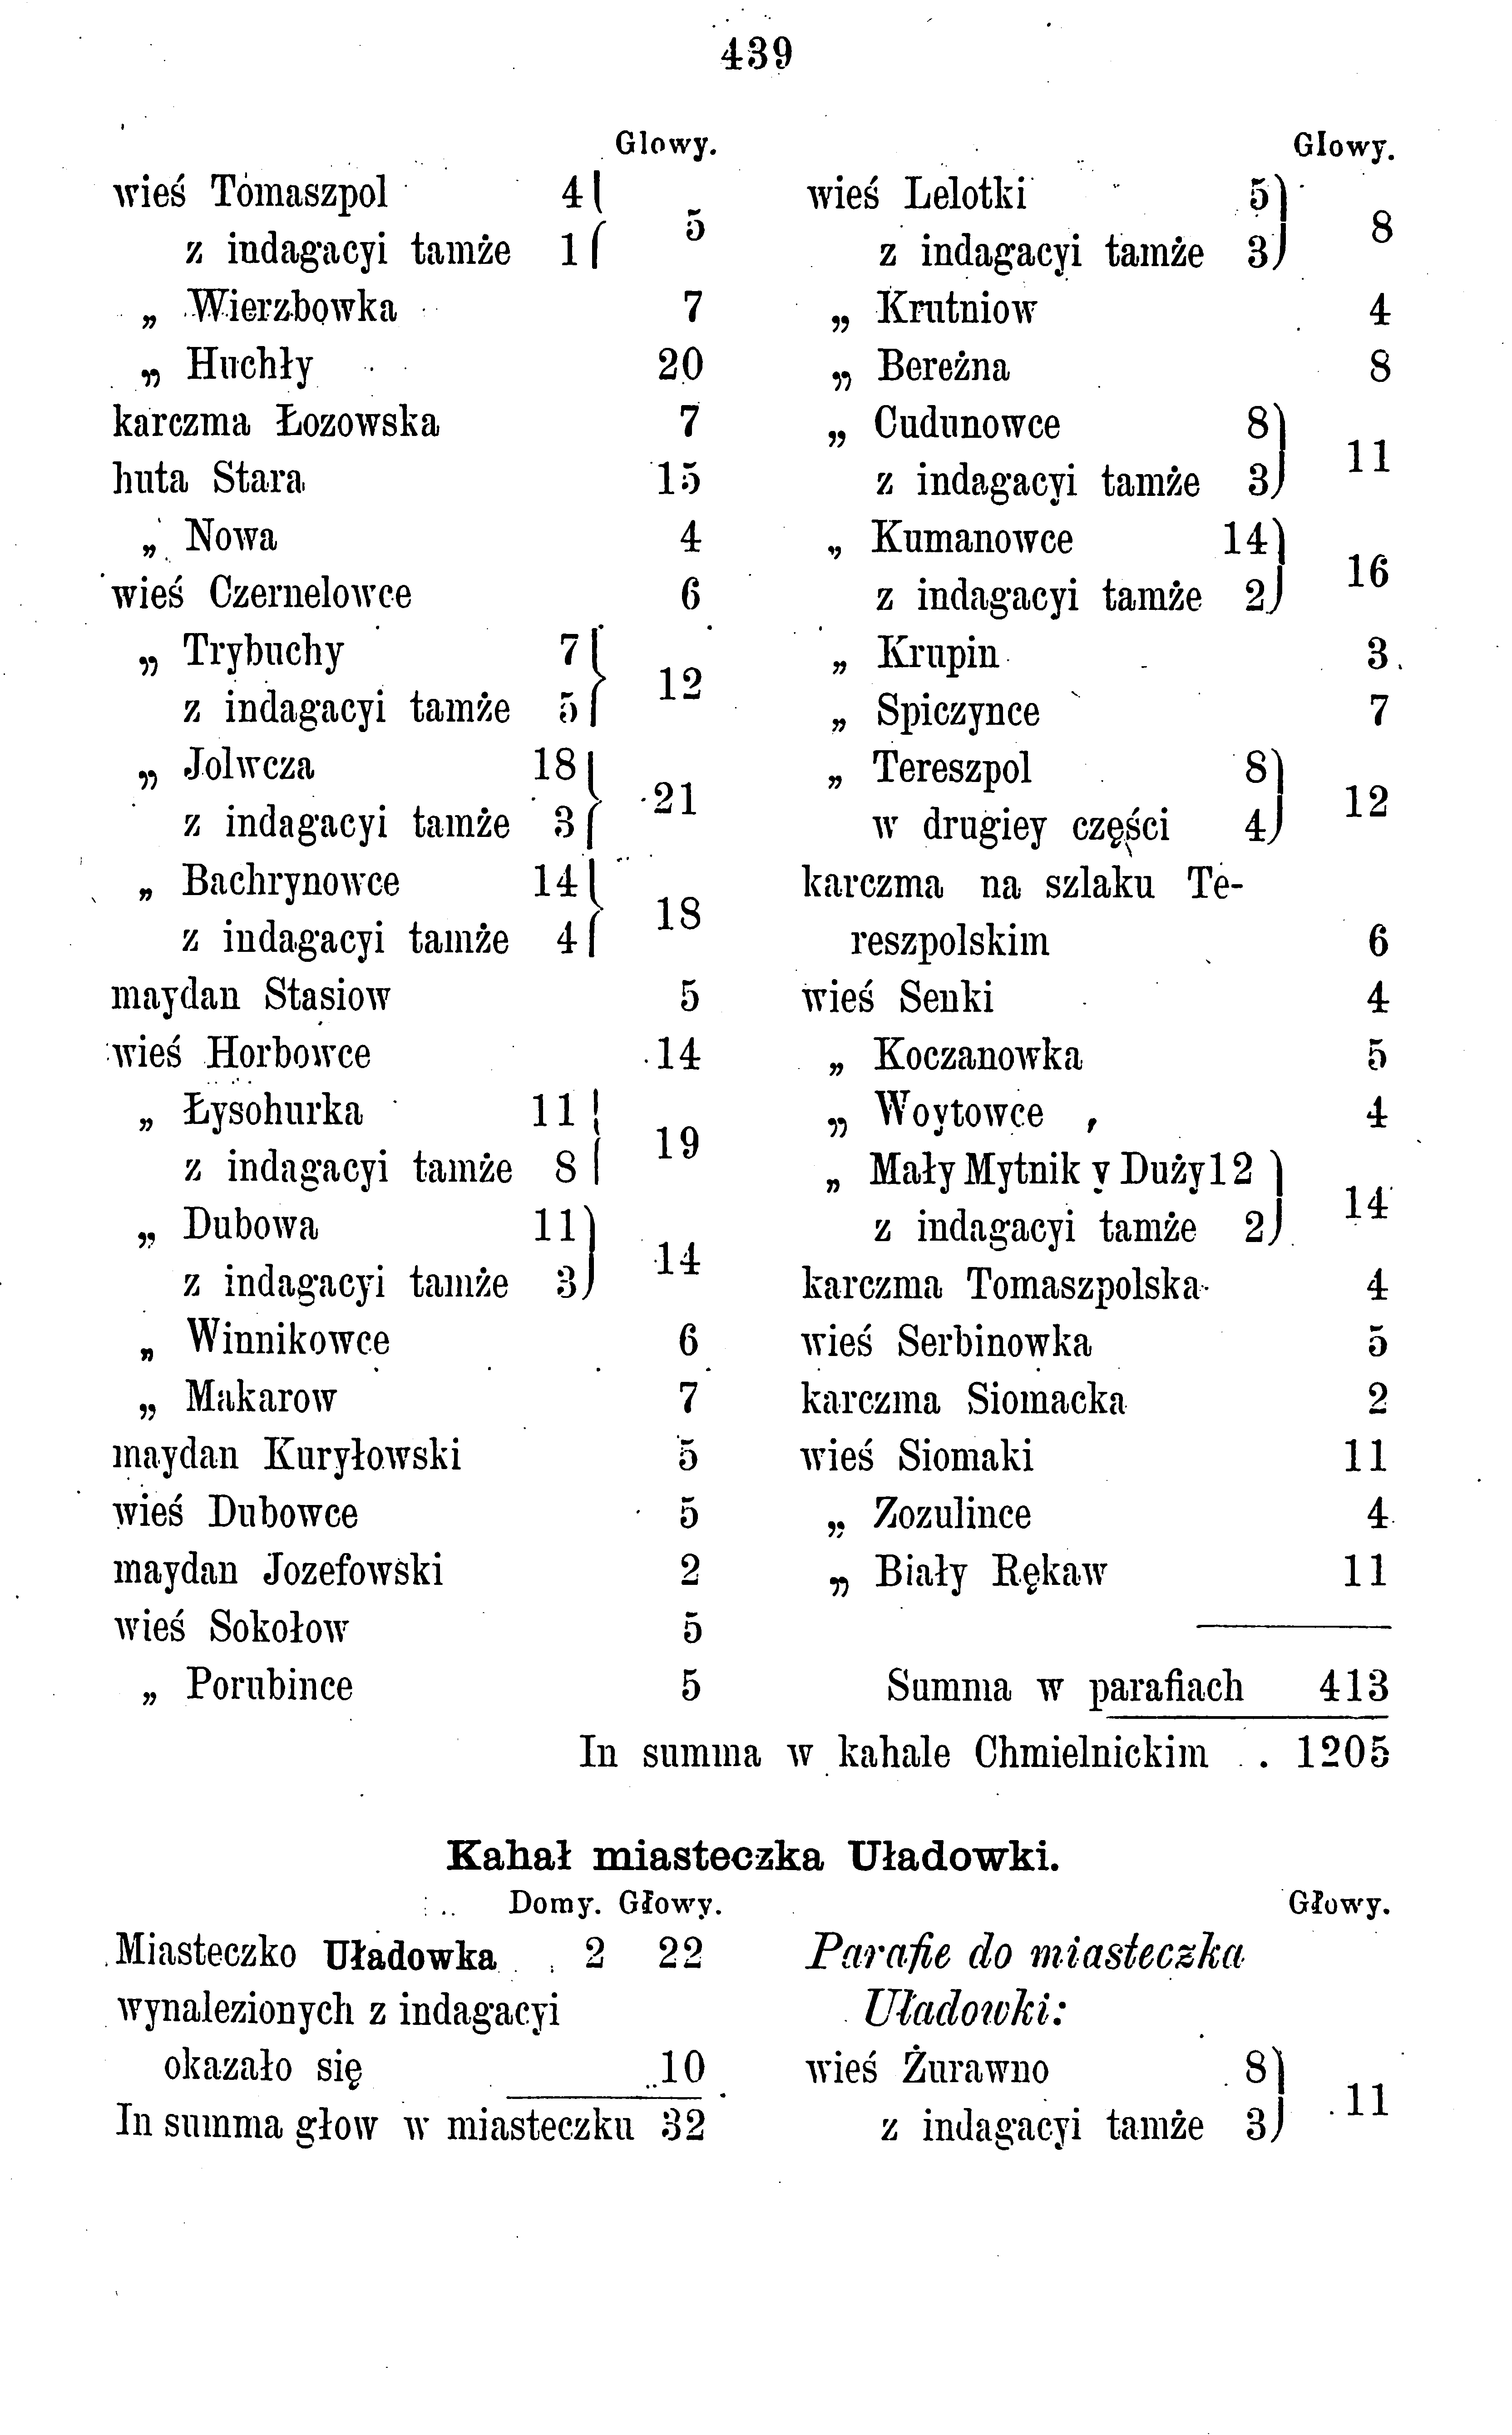 439
Głowy.
wieś Tomaszpol 4
5
z indagacyi tamże 1
„ Wierzbowka 7
„ Huchły 20
karczma Łozowska 7
huta Stara 15
„ Nowa 4
wieś Czernelowce 6
„ Trybuchy 7
12
z indagacyi tamże 5
„ Jolwcza 18
21
z indagacyi tamże 3
„ Bachrynowce 14
18
z indagacyi tamże 4
maydan Stasiow 5
wieś Horbowce 14
„ Łysohurka 11
19
z indagacyi tamże 8
„ Dubowa 11
14
z indagacyi tamże 3
„ Winnikowce 6
„ Makarow 7
maydan Kuryłowski 5
wieś Dubowce 5
maydan Jozefowski 2
wieś Sokołow 5
„ Porubince 5
Głowy.
wieś Lelotki 5
8
z indagacyi tamże 3
„ Krutniow 4
„ Bereżna 8
„ Cudunowce 8
11
z indagacyi tamże 3
„ Kumanowce 14
16
z indagacyi tamże 2
„ Krupin 3
„ Spiczynce 7
„ Tereszpol 8
12
w drugiey części 4
karczma na szlaku Te-
reszpolskim 6
wieś Senki 4
„ Koczanowka 5
„ Woytowce 4
„ Mały Mytnik y Duży 12
14
z indagacyi tamże 2
karczma Tomaszpolska 4
wieś Serbinowka 5
karczma Siomacka 2
wieś Siomaki 11
„ Zozulince 4
„ Biały Rękaw 11
Summa w parafiach 413
In summa w kahale Chmielnickim . . 1205
Kahał miasteczka Uładowki.
Domy. Głowy.
Miasteczko Uładowka . . 2 22
wynalezionych z indagacyi
okazało się 10
In summa głow w miasteczku 32
Głowy.
Parafie do miasteczka
Uładowki:
wieś Żurawno 8
11
z indagacyi tamże 3